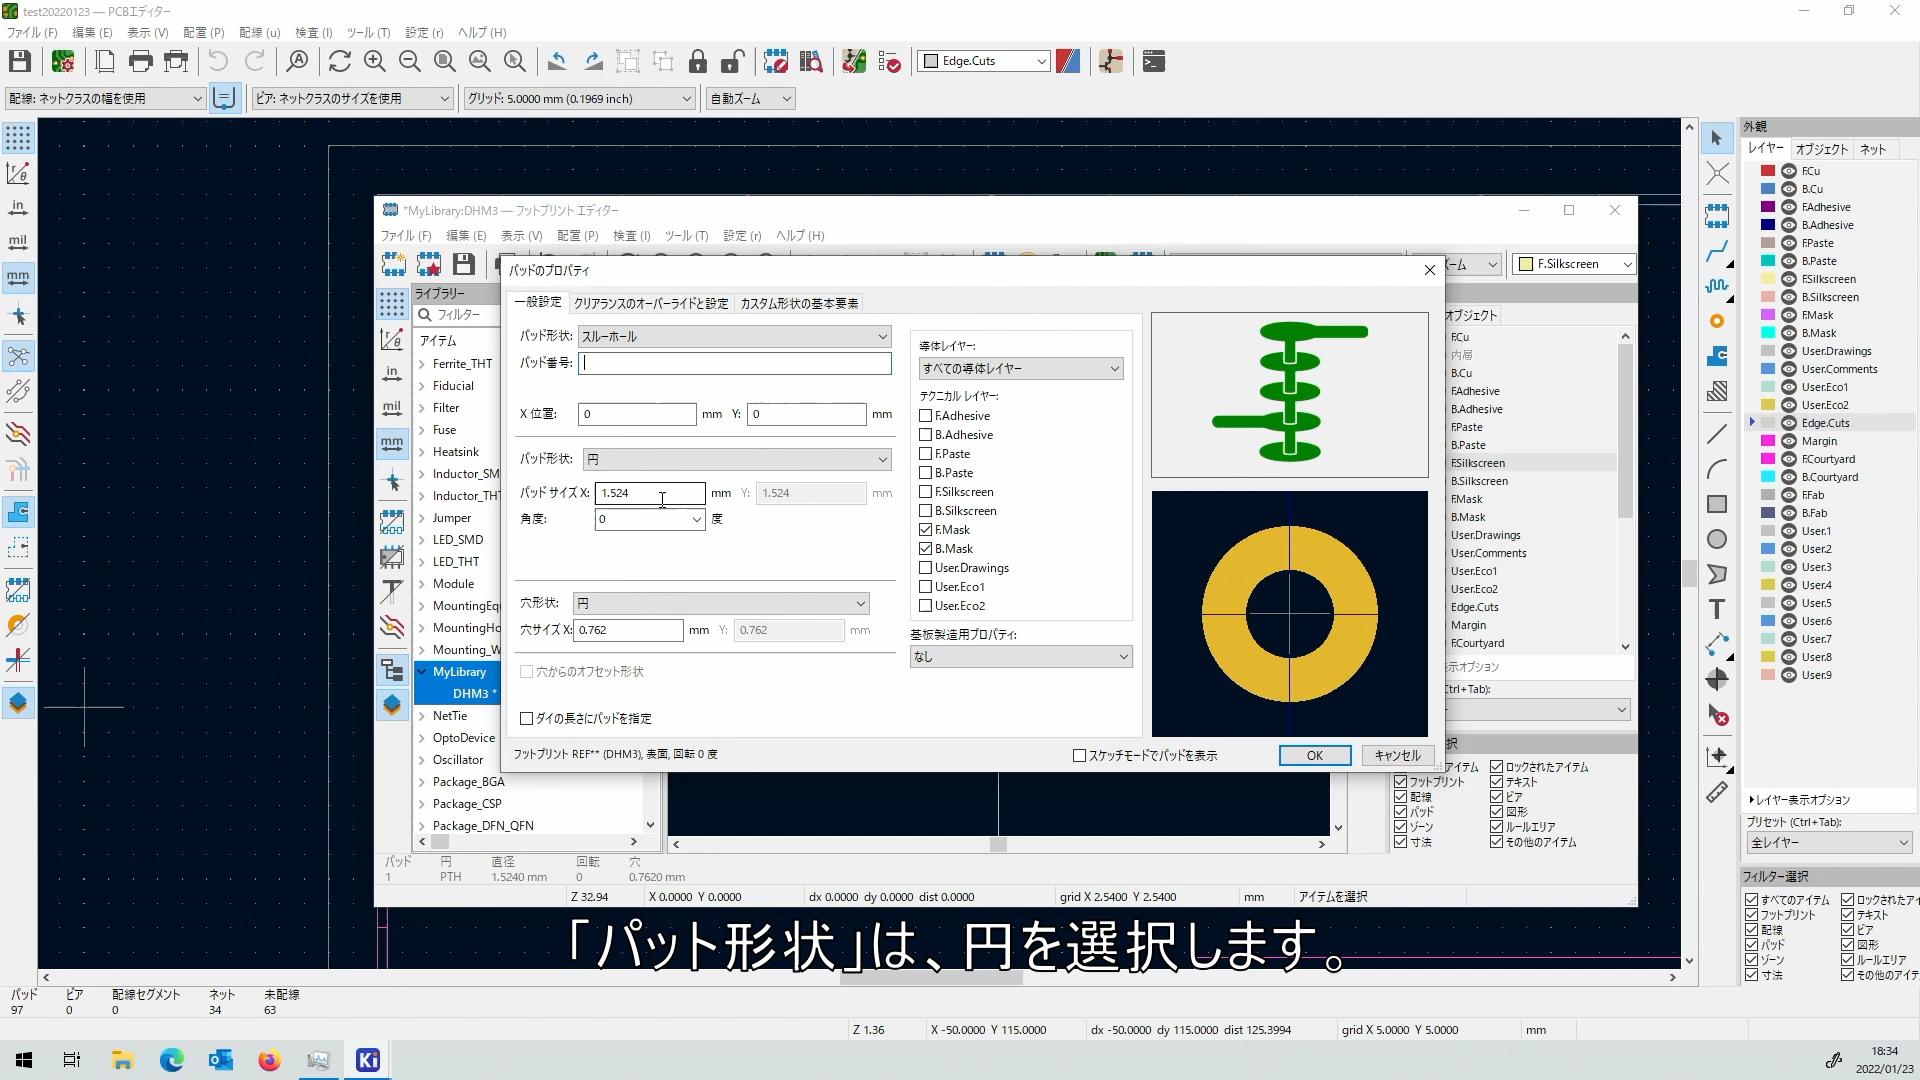 test20220123 — PCBエディター
ファイル (F) 編集 (E) 表示 (V) 配置 (P) 配線 (u) 検査 (I) ツール (T) 設定 (r) ヘルプ (H)
Edge.Cuts
配線: ネットクラスの幅を使用
ビア: ネットクラスのサイズを使用
グリッド: 5.0000 mm (0.1969 inch)
自動ズーム
in
mil
mm
*MyLibrary:DHM3 — フットプリント エディター
ファイル (F) 編集 (E) 表示 (V) 配置 (P) 検査 (I) ツール (T) 設定 (r) ヘルプ (H)
ーム
F.Silkscreen
in
mil
mm
ライブラリー
フィルター
アイテム
Ferrite_THT
Fiducial
Filter
Fuse
Heatsink
Inductor_SM
Inductor_TH
Jumper
LED_SMD
LED_THT
Module
MountingEq
MountingHo
Mounting_W
MyLibrary
DHM3 *
NetTie
OptoDevice
Oscillator
Package_BGA
Package_CSP
Package_DFN_QFN
パッドのプロパティ
一般設定
クリアランスのオーバーライドと設定
カスタム形状の基本要素
パッド形状: スルーホール
パッド番号:
X 位置: 0 mm Y: 0 mm
パッド形状: 円
パッド サイズ X: 1.524 mm Y: 1.524 mm
角度: 0 度
穴形状: 円
穴サイズ X: 0.762 mm Y: 0.762 mm
穴からのオフセット形状
ダイの長さにパッドを指定
導体レイヤー:
すべての導体レイヤー
テクニカル レイヤー:
F.Adhesive
B.Adhesive
F.Paste
B.Paste
F.Silkscreen
B.Silkscreen
F.Mask
B.Mask
User.Drawings
User.Eco1
User.Eco2
基板製造用プロパティ:
なし
フットプリント REF** (DHM3), 表面, 回転 0 度
スケッチモードでパッドを表示
OK
キャンセル
オブジェクト
F.Cu
内層
B.Cu
F.Adhesive
B.Adhesive
F.Paste
B.Paste
F.Silkscreen
B.Silkscreen
F.Mask
B.Mask
User.Drawings
User.Comments
User.Eco1
User.Eco2
Edge.Cuts
Margin
F.Courtyard
示オプション
Ctrl+Tab):
択
アイテム ロックされたアイテム
フットプリント テキスト
配線 ビア
パッド 図形
ゾーン ルールエリア
寸法 その他のアイテム
パッド 円 直径 回転 穴
1 PTH 1.5240 mm 0 0.7620 mm
Z 32.94 X 0.0000 Y 0.0000 dx 0.0000 dy 0.0000 dist 0.0000 grid X 2.5400 Y 2.5400 mm アイテムを選択
外観
レイヤー オブジェクト ネット
F.Cu
B.Cu
F.Adhesive
B.Adhesive
F.Paste
B.Paste
F.Silkscreen
B.Silkscreen
F.Mask
B.Mask
User.Drawings
User.Comments
User.Eco1
User.Eco2
Edge.Cuts
Margin
F.Courtyard
B.Courtyard
F.Fab
B.Fab
User.1
User.2
User.3
User.4
User.5
User.6
User.7
User.8
User.9
レイヤー表示オプション
プリセット (Ctrl+Tab):
全レイヤー
フィルター選択
すべてのアイテム ロックされたアイ
フットプリント テキスト
配線 ビア
パッド 図形
ゾーン ルールエリア
寸法 その他のアイテ
「パット形状」は、円を選択します。
パッド ビア 配線セグメント ネット 未配線
97 0 0 34 63
Z 1.36 X -50.0000 Y 115.0000 dx -50.0000 dy 115.0000 dist 125.3994 grid X 5.0000 Y 5.0000 mm
Ki
18:34
2022/01/23